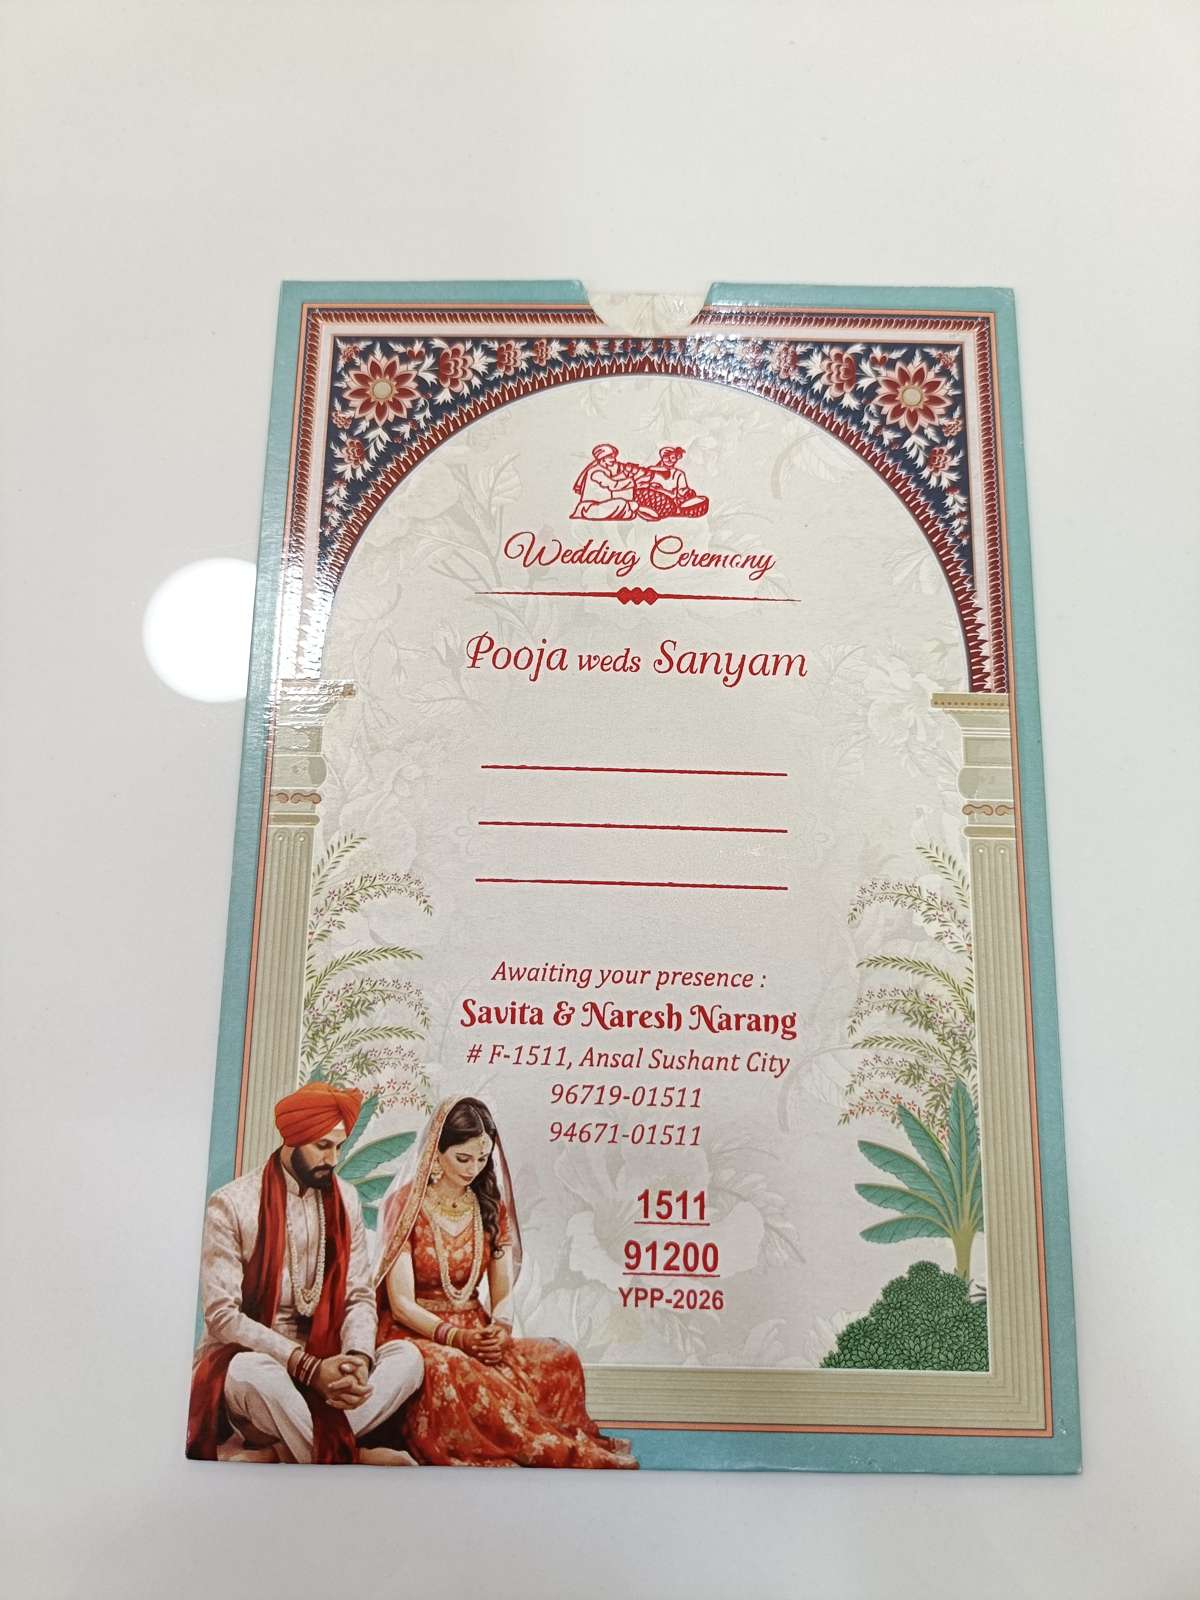 Wedding Ceremony
Pooja weds Sanyam
Awaiting your presence :
Savita & Naresh Narang
# F-1511, Ansal Sushant City
96719-01511
94671-01511
1511
91200
YPP-2026